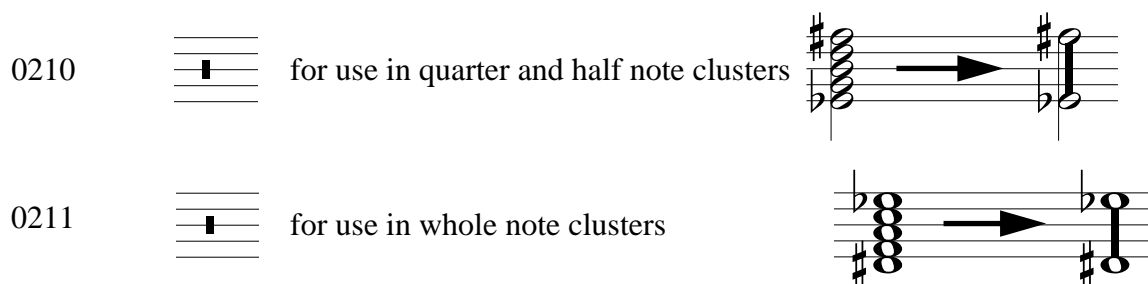 0210 for use in quarter and half note clusters
0211 for use in whole note clusters